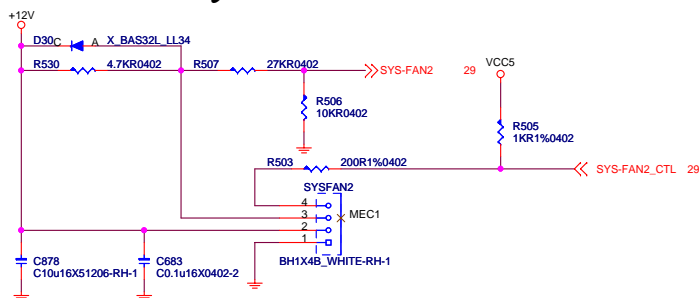 +12V
D30 C A X_BAS32L_LL34
R530 4.7KR0402 R507 27KR0402 SYS-FAN2 29
VCC5
R506
10KR0402
R505
1KR1%0402
R503 200R1%0402 SYS-FAN2_CTL 29
SYSFAN2
4
3 MEC1
2
1
BH1X4B_WHITE-RH-1
C878
C10u16X51206-RH-1
C683
C0.1u16X0402-2